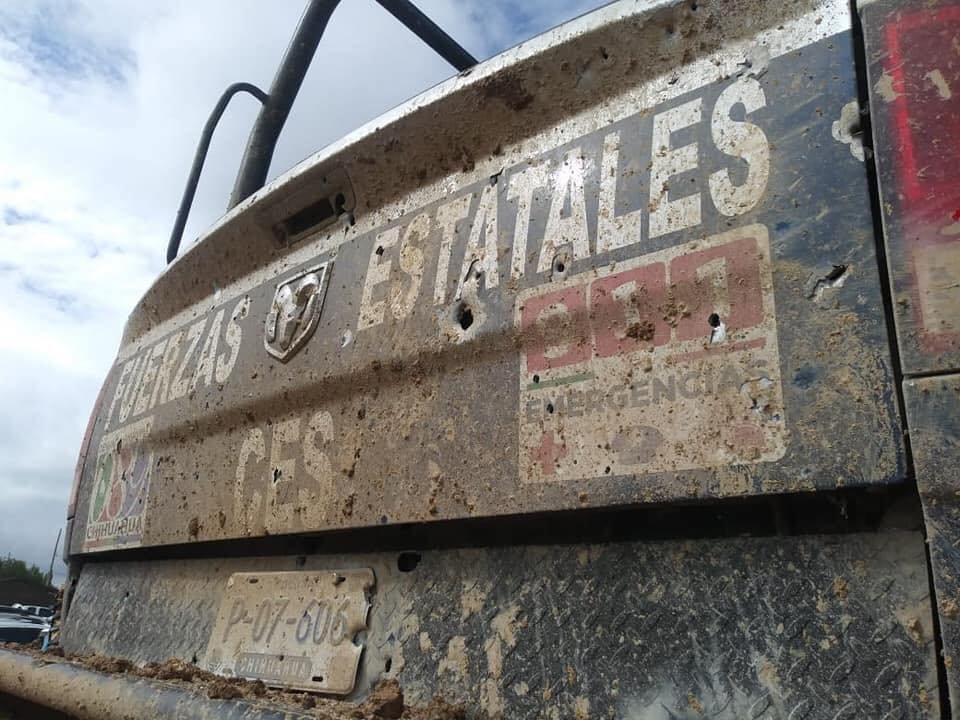 FUERZAS ESTATALES
911
EMERGENCIAS
CES
CHIHUAHUA
P-07-606
CHIHUAHUA